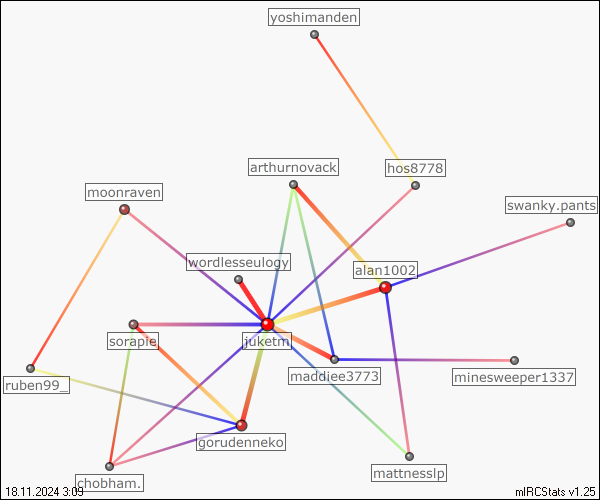 yoshimanden
arthurnovack
hos8778
moonraven
swanky.pants
wordlesseulogy
alan1002
sorapie
juketm
maddiee3773
minesweeper1337
ruben99_
gorudenneko
mattnesslp
chobham.
18.11.2024 3:09
mIRCStats v1.25